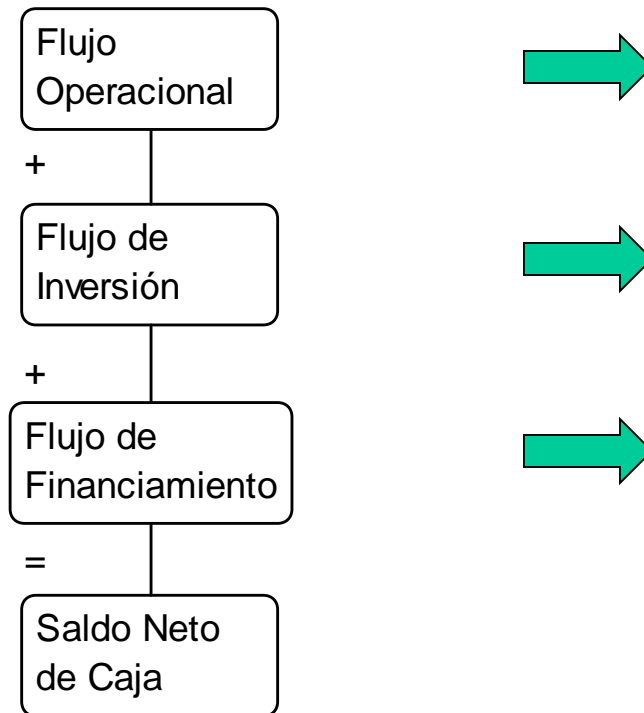 Flujo
Operacional
+
Flujo de
Inversión
+
Flujo de
Financiamiento
=
Saldo Neto
de Caja